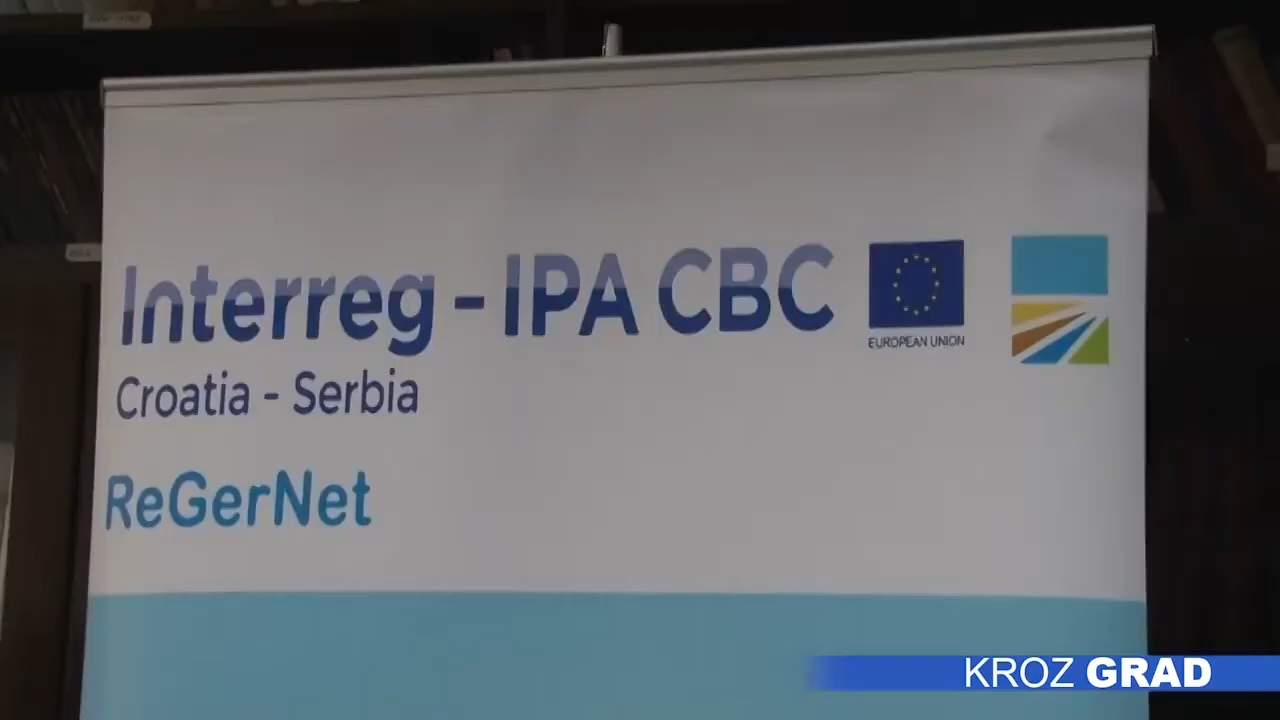 Interreg - IPA CBC
EUROPEAN UNION
Croatia - Serbia
ReGerNet
KROZ GRAD